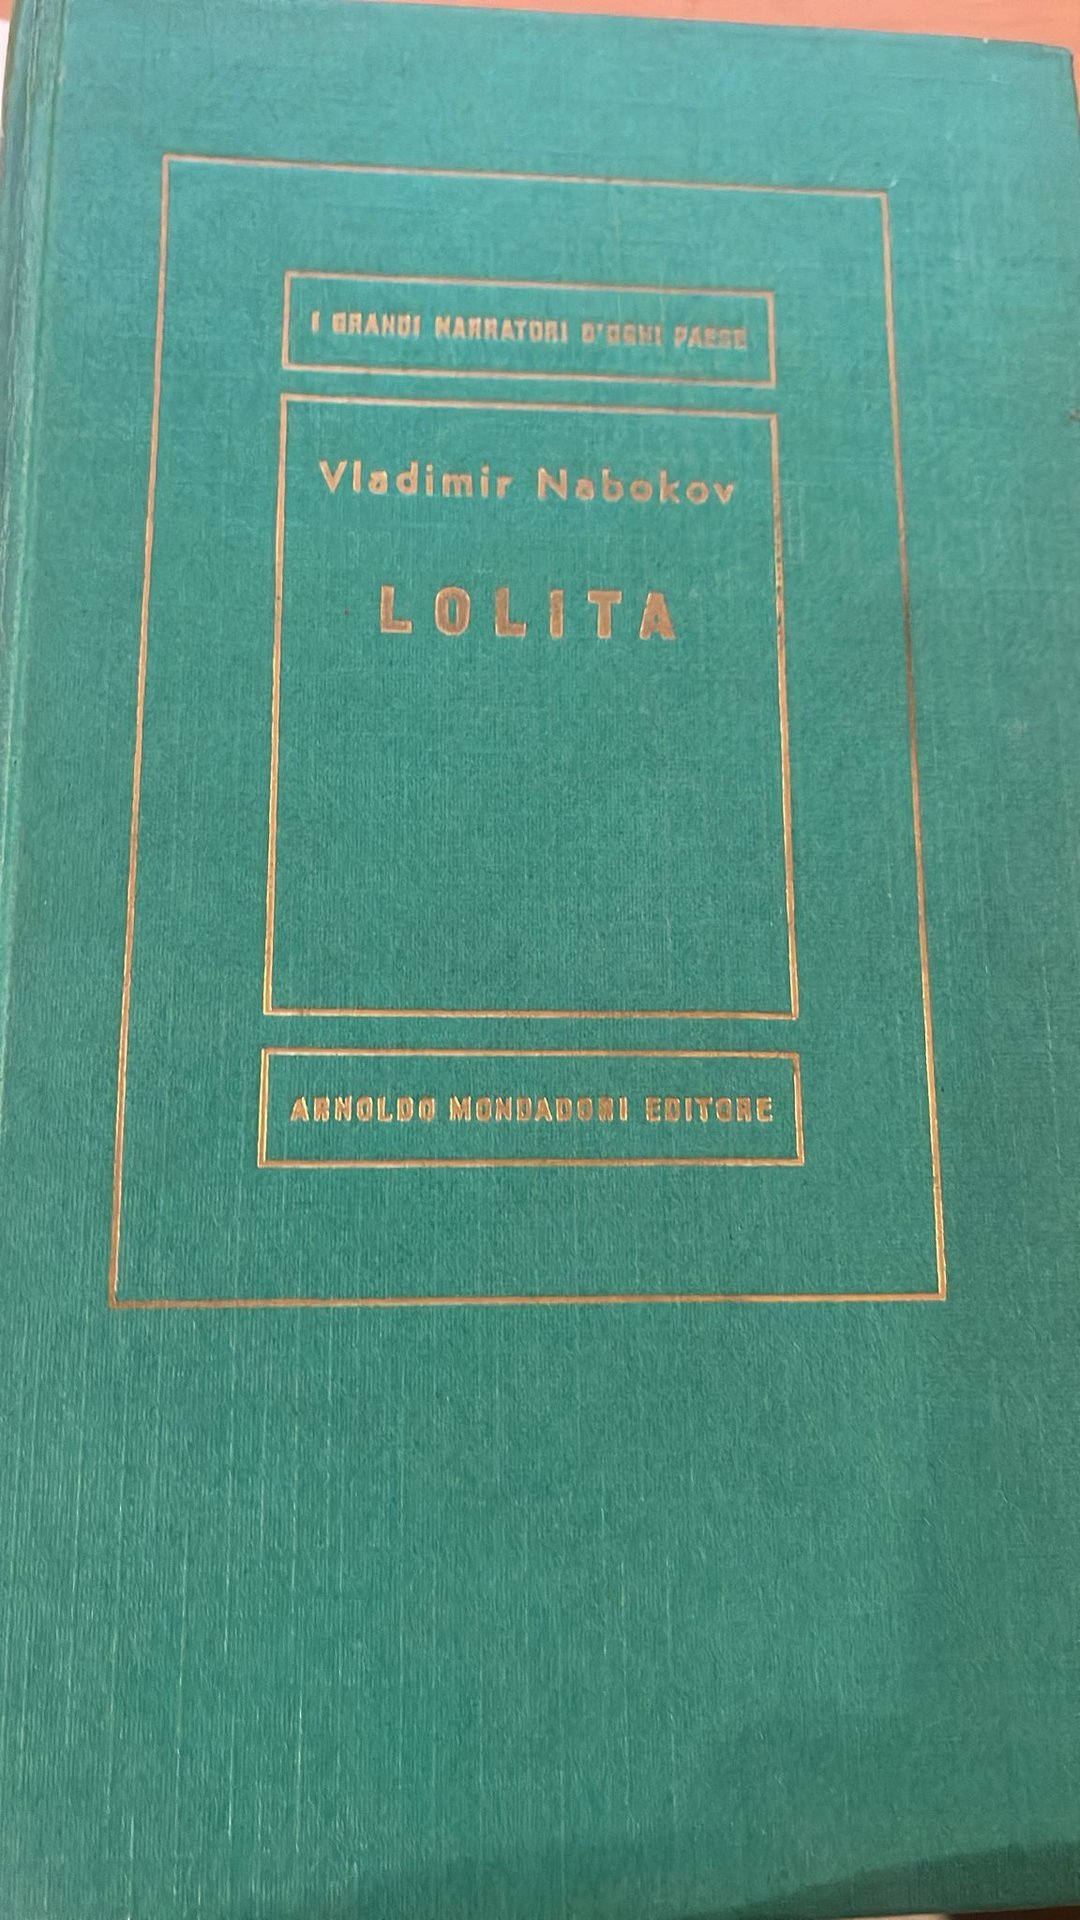 I GRANDI NARRATORI D'OGNI PAESE
Vladimir Nabokov
LOLITA
ARNOLDO MONDADORI EDITORE